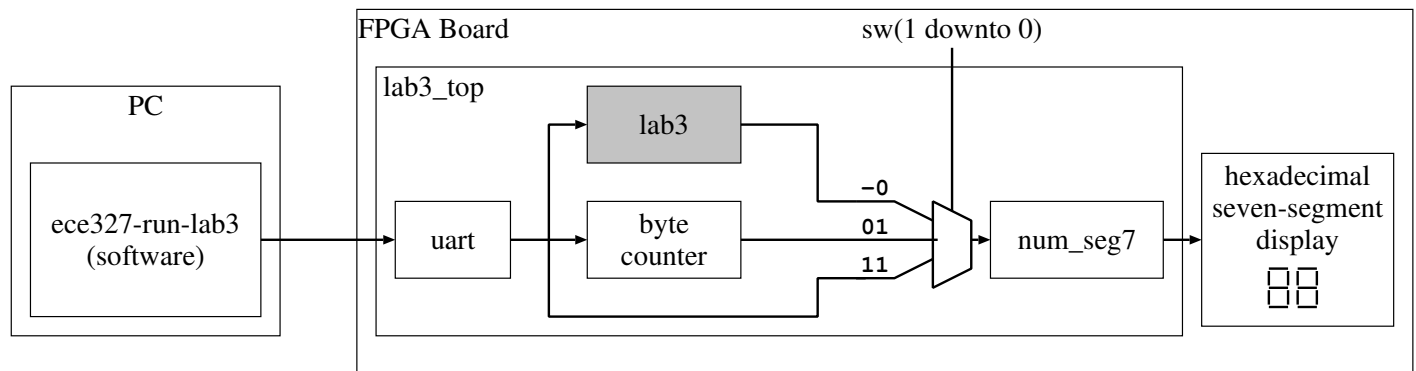 FPGA Board
sw(1 downto 0)
lab3_top
PC
lab3
hexadecimal
seven-segment
display
-0
ece327-run-lab3
(software)
uart
byte
counter
01
num_seg7
11
88